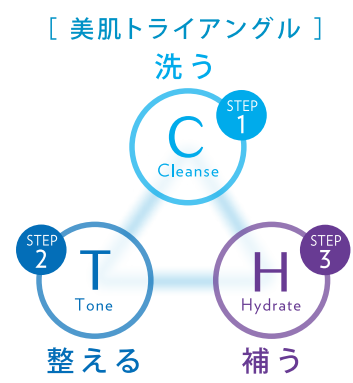 [ 美肌トライアングル ]
洗う
STEP
1
C
Cleanse
STEP
2
T
Tone
整える
STEP
3
H
Hydrate
補う